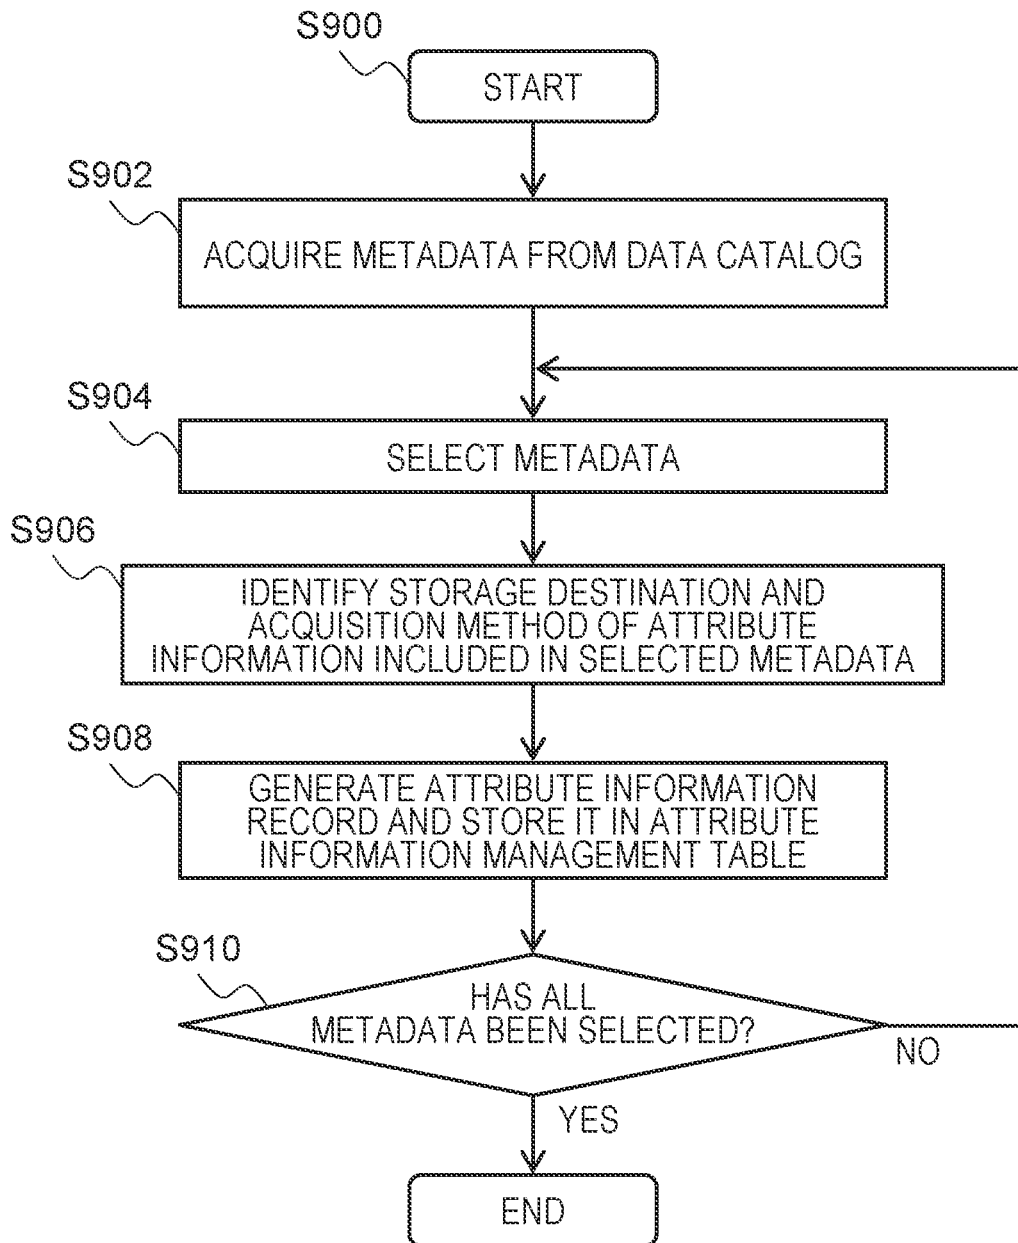 S900
START
S902
ACQUIRE METADATA FROM DATA CATALOG
S904
SELECT METADATA
S906
IDENTIFY STORAGE DESTINATION AND
ACQUISITION METHOD OF ATTRIBUTE
INFORMATION INCLUDED IN SELECTED METADATA
S908
GENERATE ATTRIBUTE INFORMATION
RECORD AND STORE IT IN ATTRIBUTE
INFORMATION MANAGEMENT TABLE
S910
HAS ALL
METADATA BEEN SELECTED?
NO
YES
END